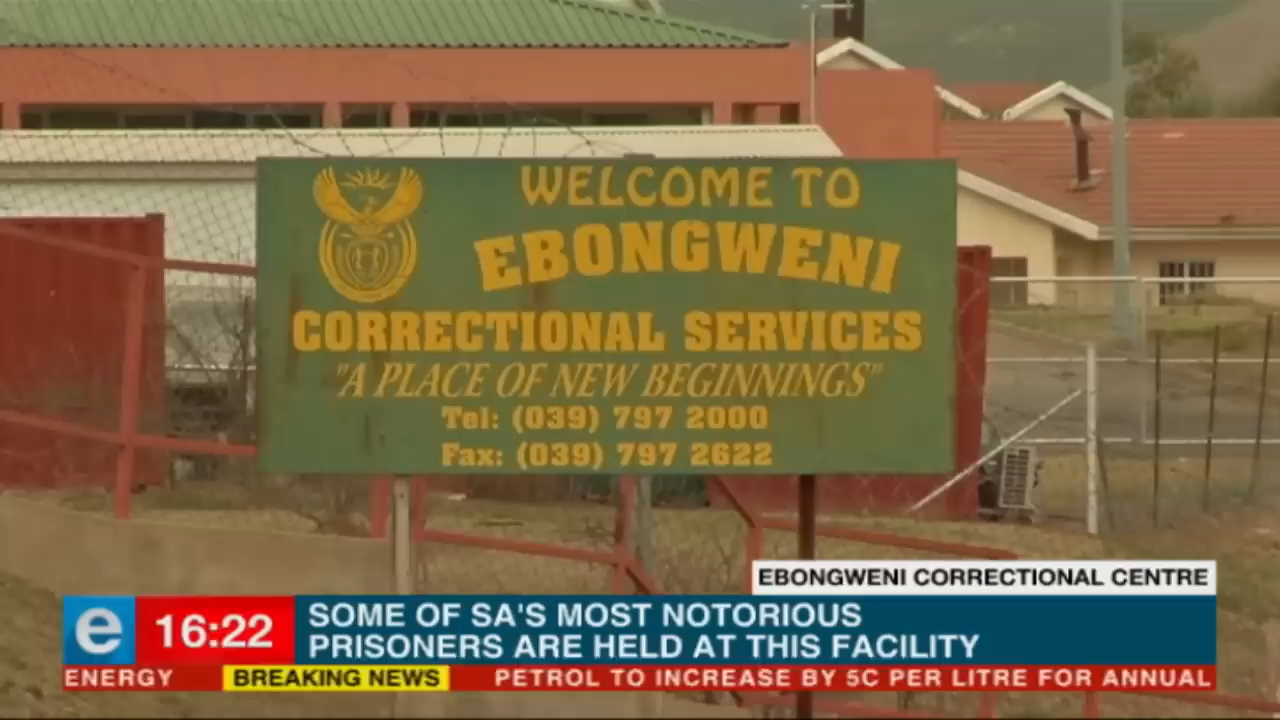 WELCOME TO
EBONGWENI
CORRECTIONAL SERVICES
"A PLACE OF NEW BEGINNINGS"
Tel: (039) 797 2000
Fax: (039) 797 2622
EBONGWENI CORRECTIONAL CENTRE
e 16:22
SOME OF SA'S MOST NOTORIOUS
PRISONERS ARE HELD AT THIS FACILITY
ENERGY BREAKING NEWS PETROL TO INCREASE BY 5C PER LITRE FOR ANNUAL